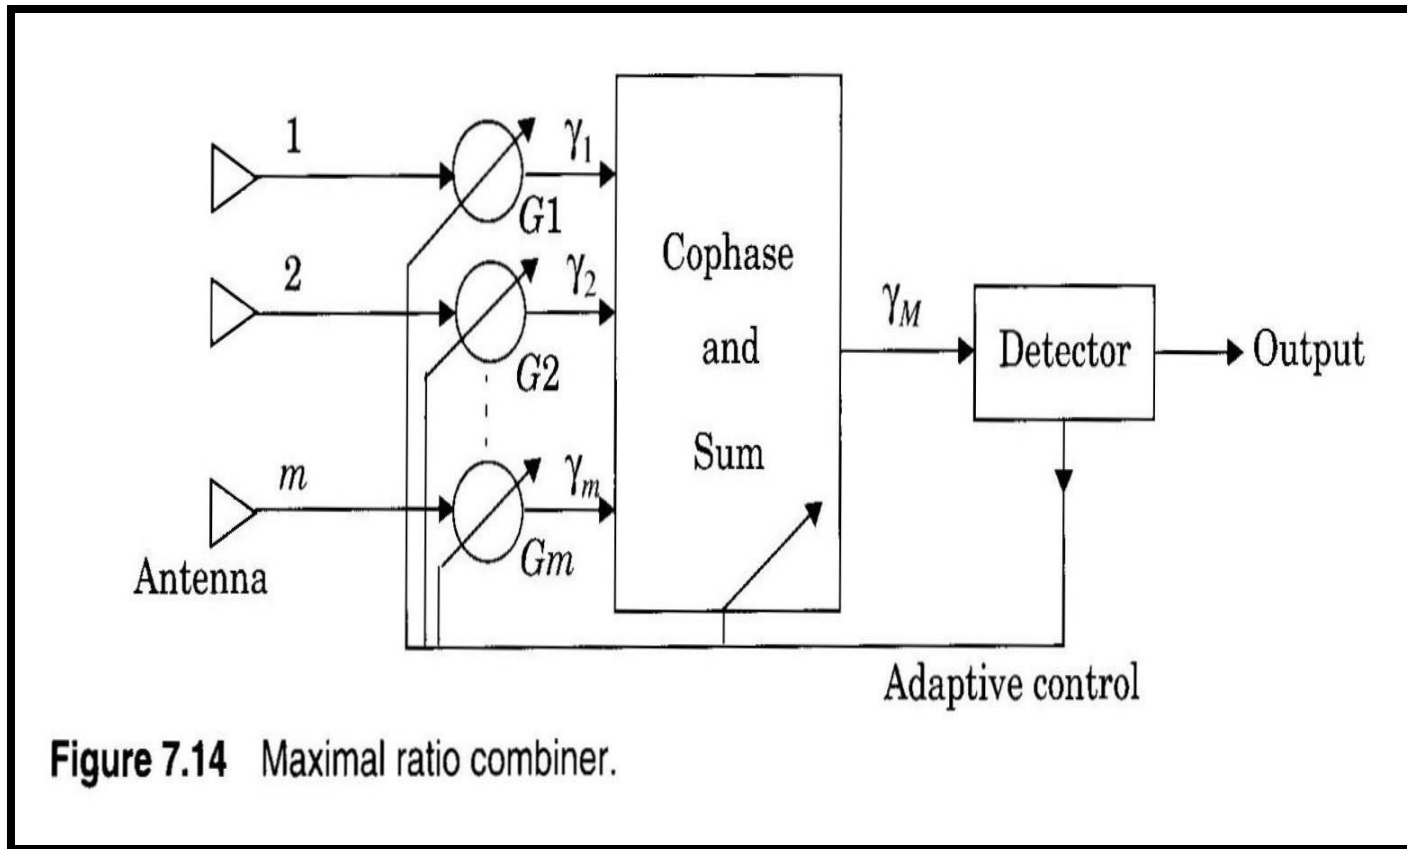 1
γ₁
G1
2
γ₂
G2
m
γₘ
Gm
Antenna
Cophase
and
Sum
γ_M
Detector
Output
Adaptive control
Figure 7.14 Maximal ratio combiner.